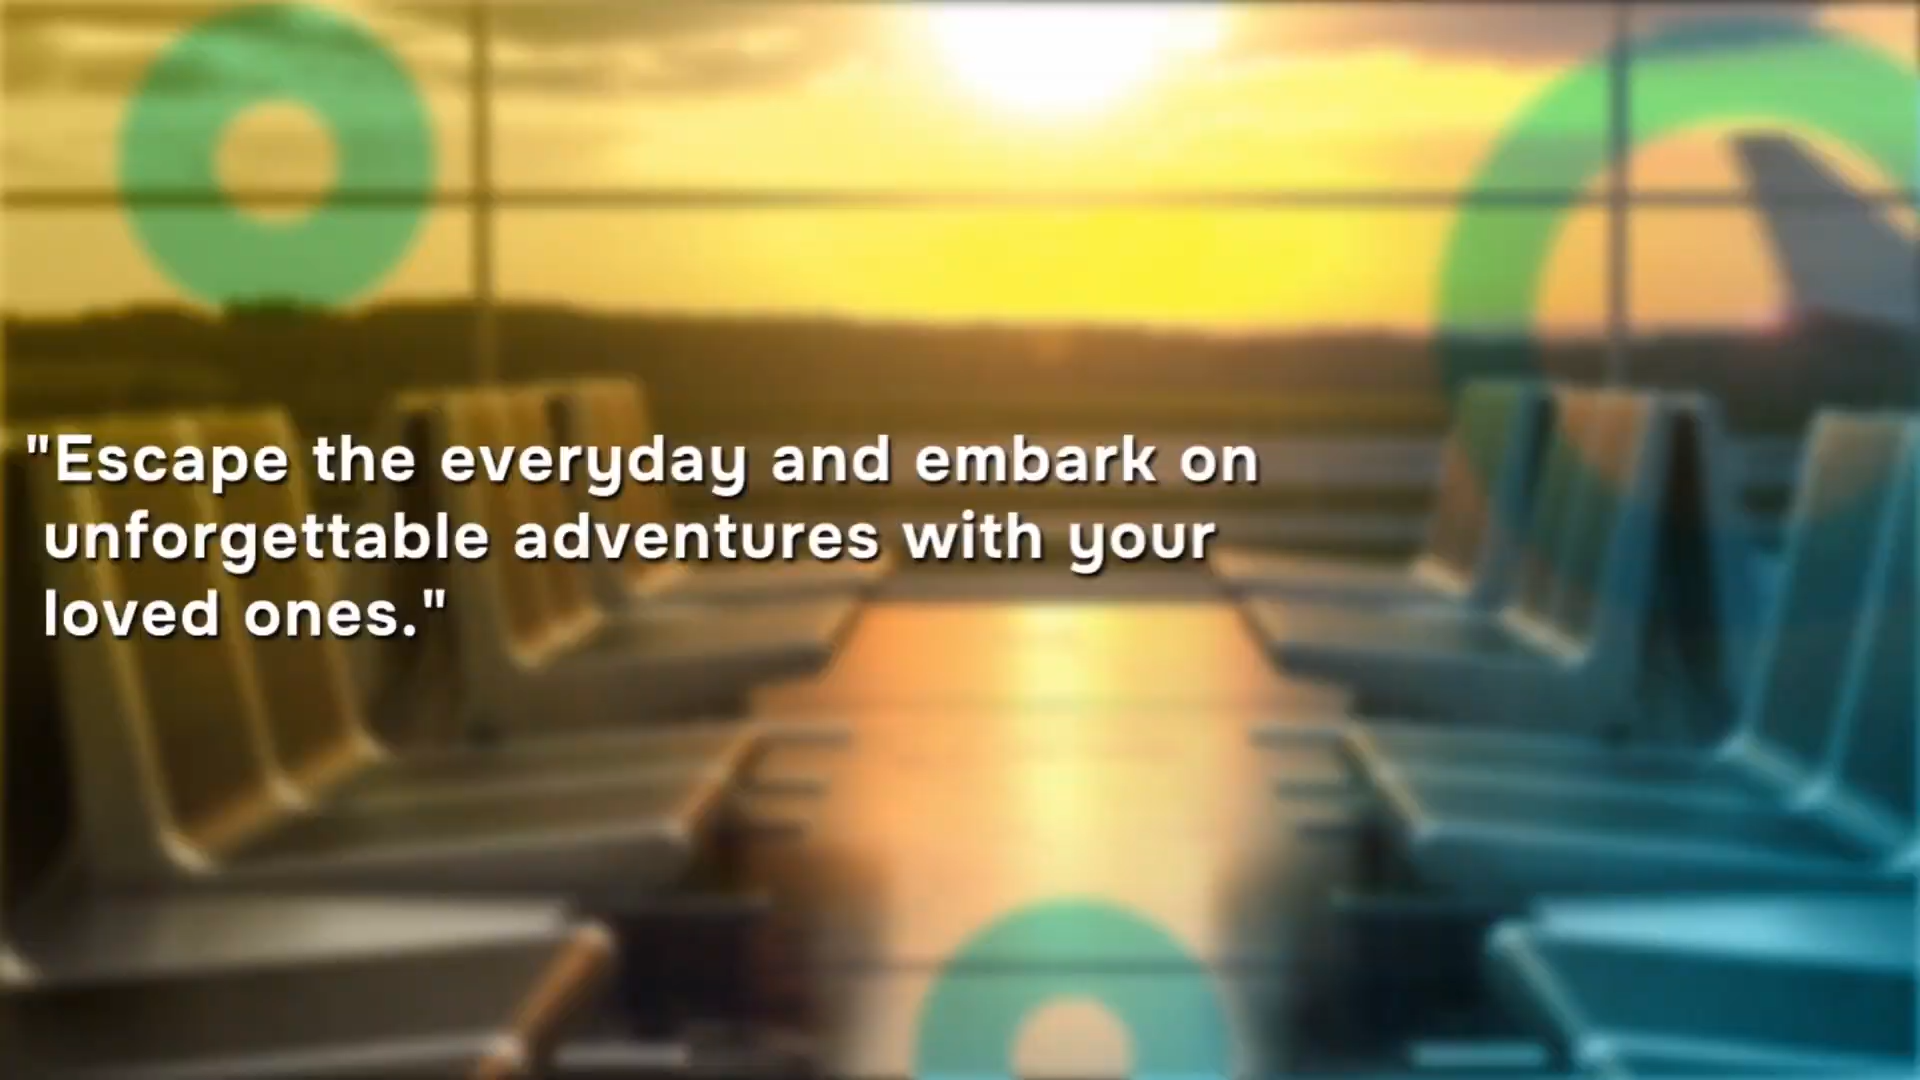 "Escape the everyday and embark on
unforgettable adventures with your
loved ones."